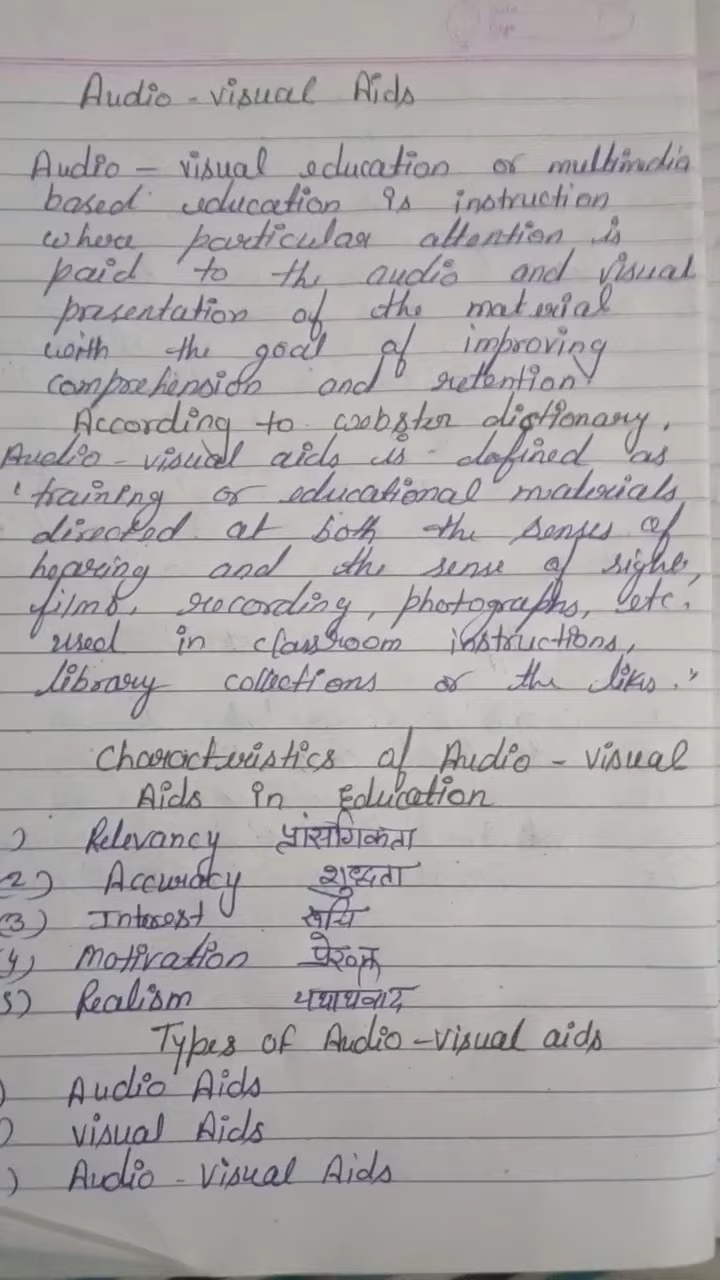 Audio - visual Aids
Audio - visual education or multimidia
based education is instruction
where particular attention is
paid to the audio and visual
presentation of the material
with the goal of improving
comprehension and retention
According to webster dictionary,
Audio - visual aids is defined as
'training or educational materials
directed at both the senses of
hearing and the sense of sight,
films, recording, photographs, etc.
used in classroom instructions,
library collections or the likes."
Characteristics of Audio - visual
Aids in Education
1) Relevancy प्रांसगिकता
2) Accuracy शुध्दता
3) Interest रूचि
4) Motivation
5) Realism यथार्थवाद
Types of Audio - visual aids
) Audio Aids
) visual Aids
) Audio - visual Aids